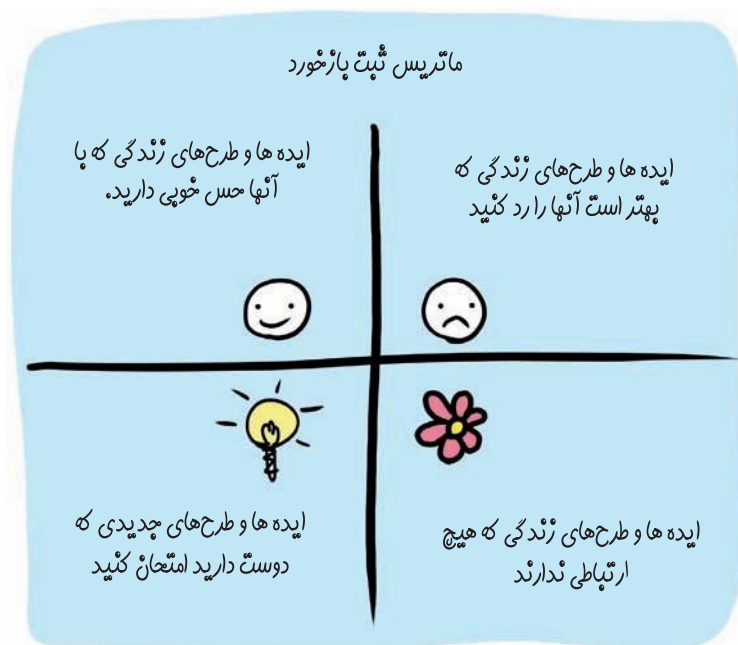 ماتریس ثبت بازخورد
ایده ها و طرح‌های زندگی که
بهتر است آنها را رد کنید
ایده ها و طرح‌های زندگی که با
آنها حس خوبی دارید.
ایده ها و طرح‌های زندگی که هیچ
ارتباطی ندارند
ایده ها و طرح‌های جدیدی که
دوست دارید امتحان کنید